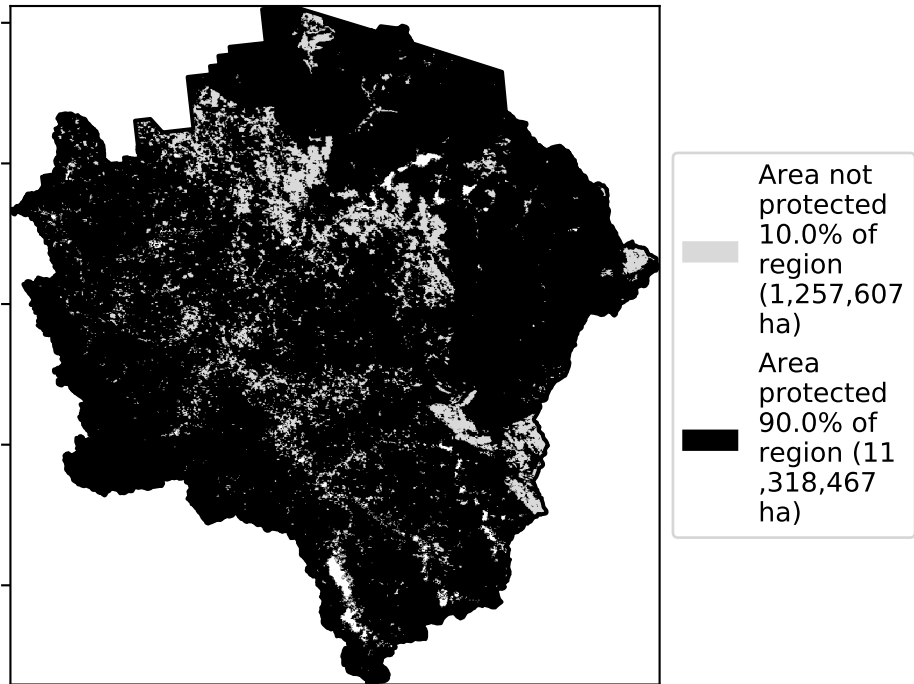 Area not
protected
10.0% of
region
(1,257,607
ha)
Area
protected
90.0% of
region (11
,318,467
ha)